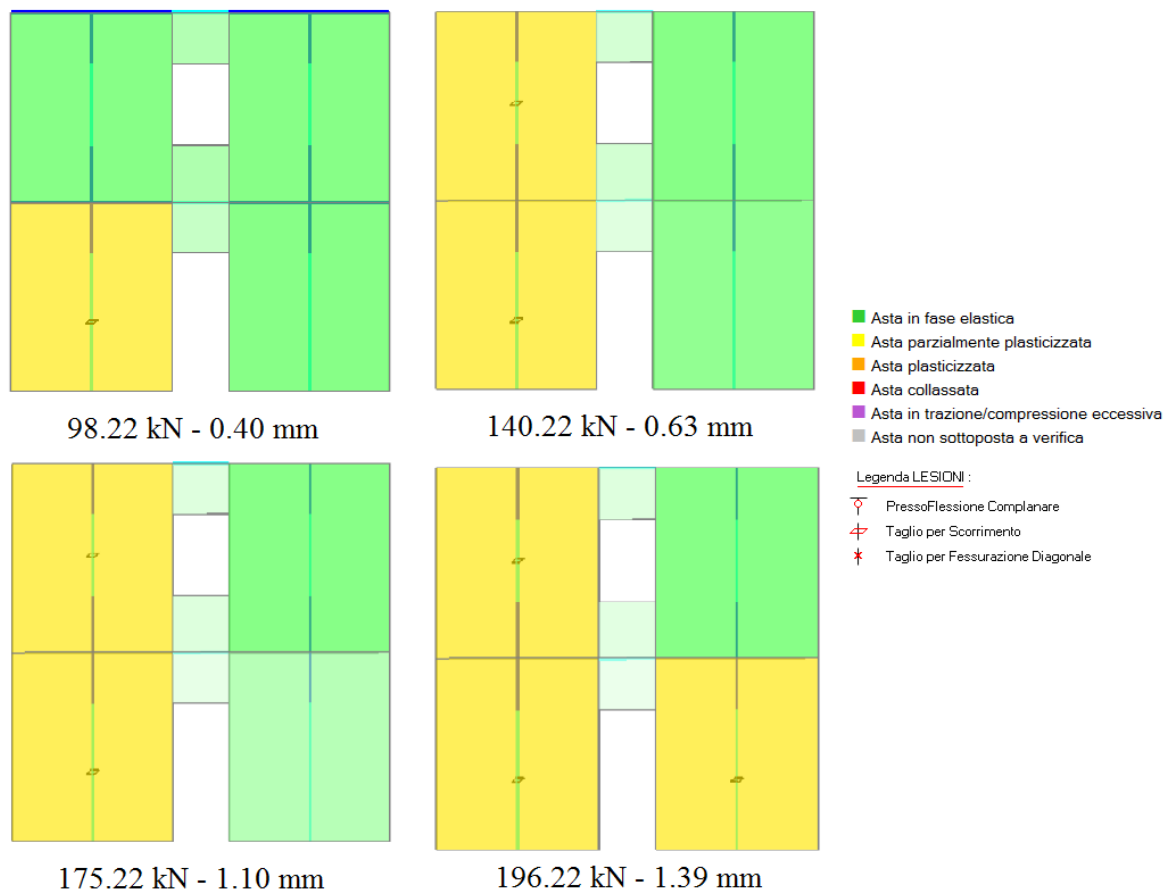 98.22 kN - 0.40 mm
140.22 kN - 0.63 mm
Asta in fase elastica
Asta parzialmente plasticizzata
Asta plasticizzata
Asta collassata
Asta in trazione/compressione eccessiva
Asta non sottoposta a verifica
Legenda LESIONI :
PressoFlessione Complanare
Taglio per Scorrimento
Taglio per Fessurazione Diagonale
175.22 kN - 1.10 mm
196.22 kN - 1.39 mm